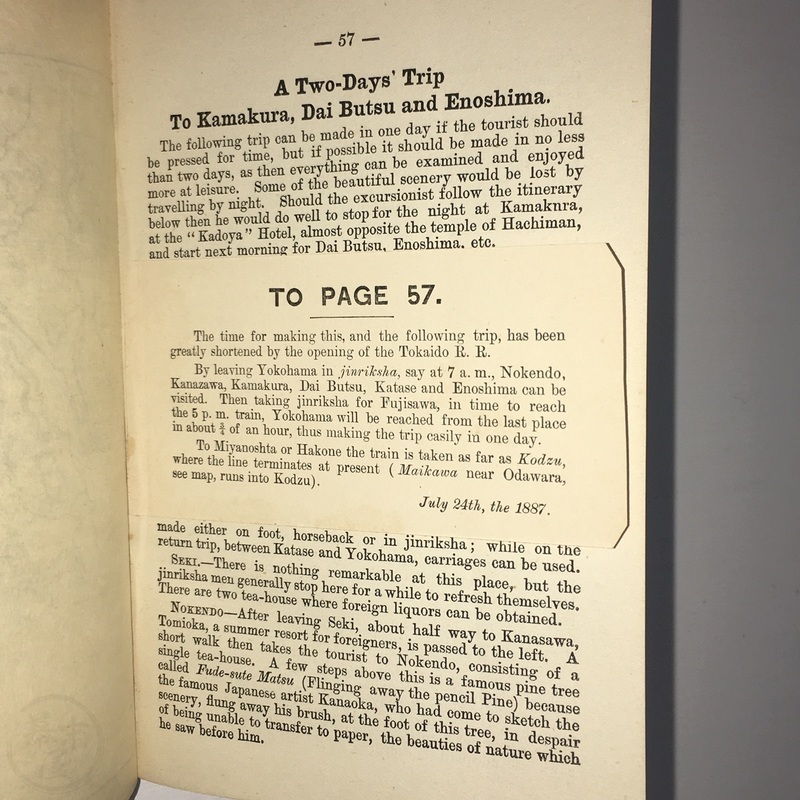 — 57 —
A Two-Days' Trip
To Kamakura, Dai Butsu and Enoshima.
The following trip can be made in one day if the tourist should
be pressed for time, but if possible it should be made in no less
than two days, as then everything can be examined and enjoyed
more at leisure. Some of the beautiful scenery would be lost by
travelling by night. Should the excursionist follow the itinerary
below then he would do well to stop for the night at Kamaknra,
at the "Kadoya" Hotel, almost opposite the temple of Hachiman,
and start next morning for Dai Butsu, Enoshima, etc.
TO PAGE 57.
The time for making this, and the following trip, has been
greatly shortened by the opening of the Tokaido R. R.
By leaving Yokohama in jinriksha, say at 7 a. m., Nokendo,
Kanazawa, Kamakura, Dai Butsu, Katase and Enoshima can be
visited. Then taking jinriksha for Fujisawa, in time to reach
the 5 p. m. train, Yokohama will be reached from the last place
in about ¾ of an hour, thus making the trip easily in one day.
To Miyanoshta or Hakone the train is taken as far as Kodzu,
where the line terminates at present (Maikawa near Odawara,
see map, runs into Kodzu).
July 24th, the 1887.
made either on foot, horseback or in jinriksha; while on the
return trip, between Katase and Yokohama, carriages can be used.
SEKI.—There is nothing remarkable at this place, but the
jinriksha men generally stop here for a while to refresh themselves.
There are two tea-house where foreign liquors can be obtained.
NOKENDO—After leaving Seki, about half way to Kanasawa,
Tomioka, a summer resort for foreigners, is passed to the left. A
short walk then takes the tourist to Nokendo, consisting of a
single tea-house. A few steps above this is a famous pine tree
called Fude-sute Matsu (Flinging away the pencil Pine) because
the famous Japanese artist Kanaoka, who had come to sketch the
scenery, flung away his brush, at the foot of this tree, in despair
of being unable to transfer to paper, the beauties of nature which
he saw before him.